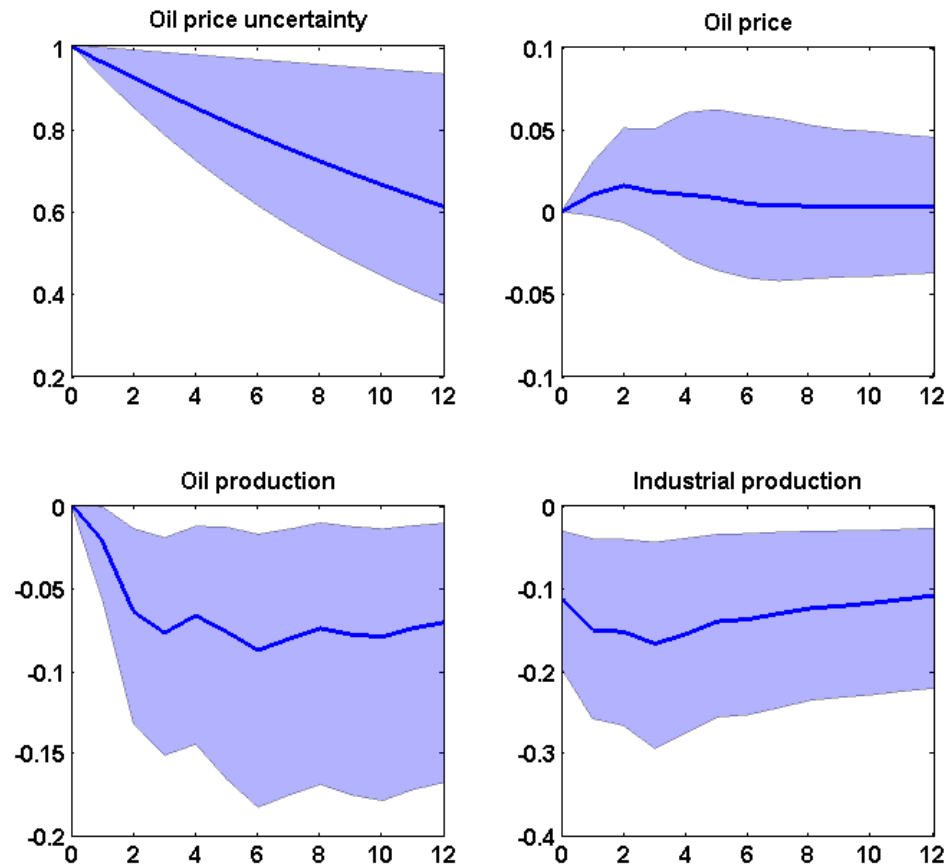 Oil price uncertainty
1
0.8
0.6
0.4
0.2
0 2 4 6 8 10 12
Oil price
0.1
0.05
0
-0.05
-0.1
0 2 4 6 8 10 12
Oil production
0
-0.05
-0.1
-0.15
-0.2
0 2 4 6 8 10 12
Industrial production
0
-0.1
-0.2
-0.3
-0.4
0 2 4 6 8 10 12